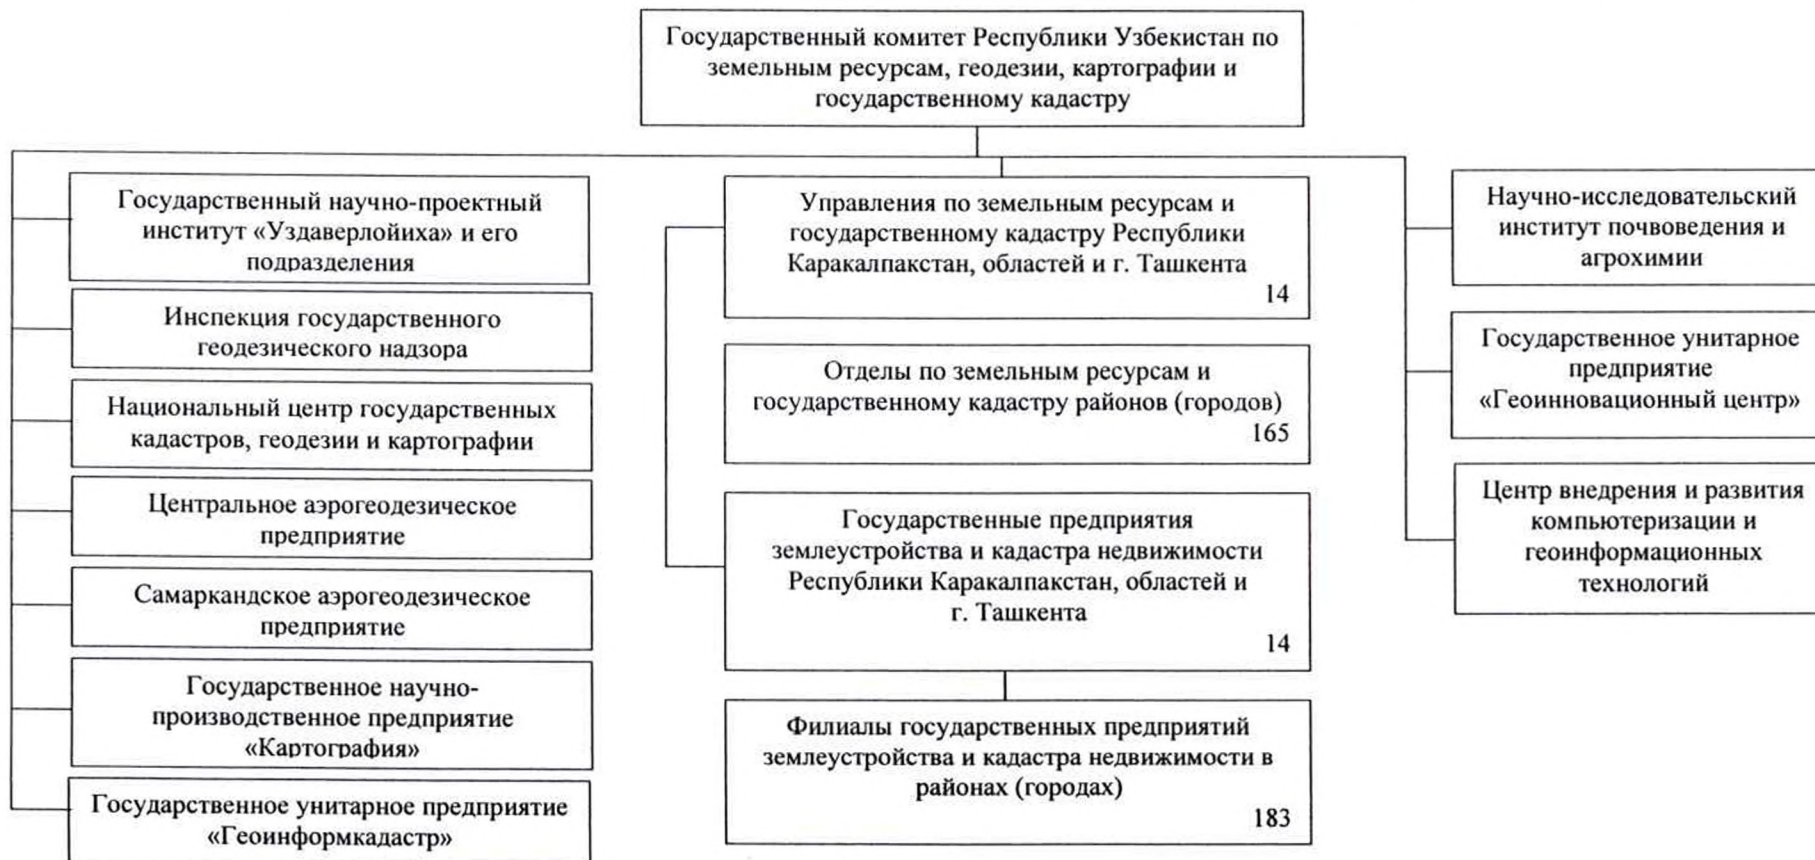 Государственный комитет Республики Узбекистан по
земельным ресурсам, геодезии, картографии и
государственному кадастру
Государственный научно-проектный
институт «Уздаверлойиха» и его
подразделения
Инспекция государственного
геодезического надзора
Национальный центр государственных
кадастров, геодезии и картографии
Центральное аэрогеодезическое
предприятие
Самаркандское аэрогеодезическое
предприятие
Государственное научно-
производственное предприятие
«Картография»
Государственное унитарное предприятие
«Геоинформкадастр»
Управления по земельным ресурсам и
государственному кадастру Республики
Каракалпакстан, областей и г. Ташкента
14
Отделы по земельным ресурсам и
государственному кадастру районов (городов)
165
Государственные предприятия
землеустройства и кадастра недвижимости
Республики Каракалпакстан, областей и
г. Ташкента
14
Филиалы государственных предприятий
землеустройства и кадастра недвижимости в
районах (городах)
183
Научно-исследовательский
институт почвоведения и
агрохимии
Государственное унитарное
предприятие
«Геоинновационный центр»
Центр внедрения и развития
компьютеризации и
геоинформационных
технологий